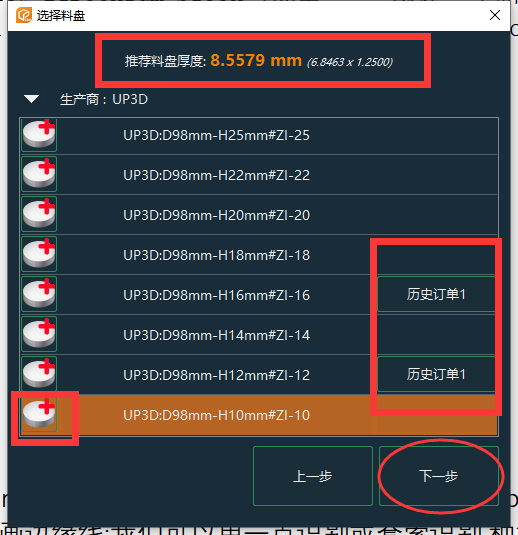 选择料盘
推荐料盘厚度: 8.5579 mm (6.8463 x 1.2500)
生产商：UP3D
UP3D:D98mm-H25mm#ZI-25
UP3D:D98mm-H22mm#ZI-22
UP3D:D98mm-H20mm#ZI-20
UP3D:D98mm-H18mm#ZI-18
UP3D:D98mm-H16mm#ZI-16 历史订单1
UP3D:D98mm-H14mm#ZI-14
UP3D:D98mm-H12mm#ZI-12 历史订单1
UP3D:D98mm-H10mm#ZI-10
上一步 下一步